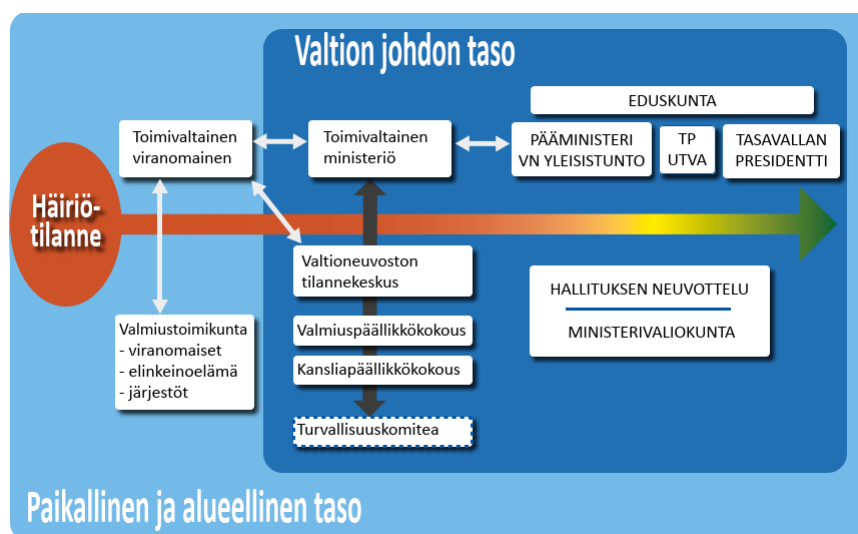 Valtion johdon taso
EDUSKUNTA
Toimivaltainen
viranomainen
Toimivaltainen
ministeriö
PÄÄMINISTERI
VN YLEISISTUNTO
TP
UTVA
TASAVALLAN
PRESIDENTTI
Häiriö-
tilanne
Valtioneuvoston
tilannekeskus
HALLITUKSEN NEUVOTTELU
MINISTERIVALIOKUNTA
Valmiustoimikunta
- viranomaiset
- elinkeinoelämä
- järjestöt
Valmiuspäällikkökokous
Kansliapäällikkökokous
Turvallisuuskomitea
Paikallinen ja alueellinen taso